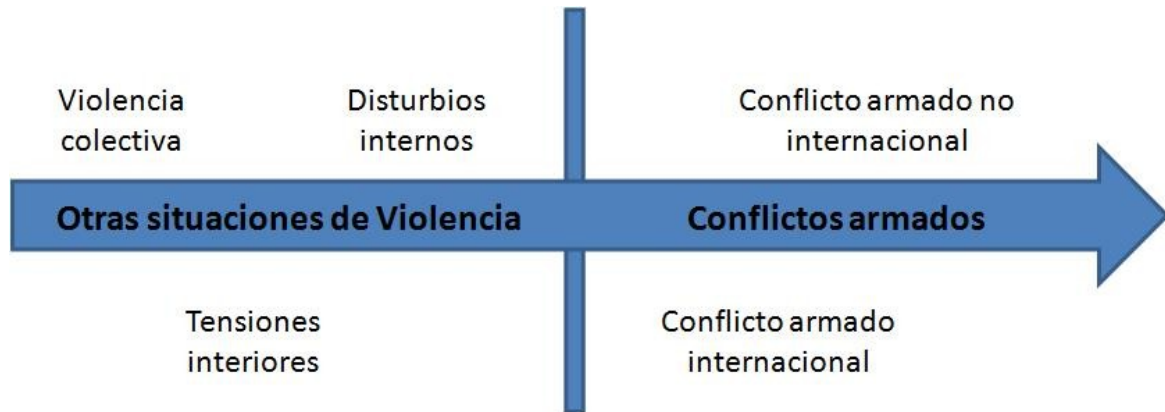 Violencia
colectiva
Disturbios
internos
Conflicto armado no
internacional
Otras situaciones de Violencia
Conflictos armados
Tensiones
interiores
Conflicto armado
internacional